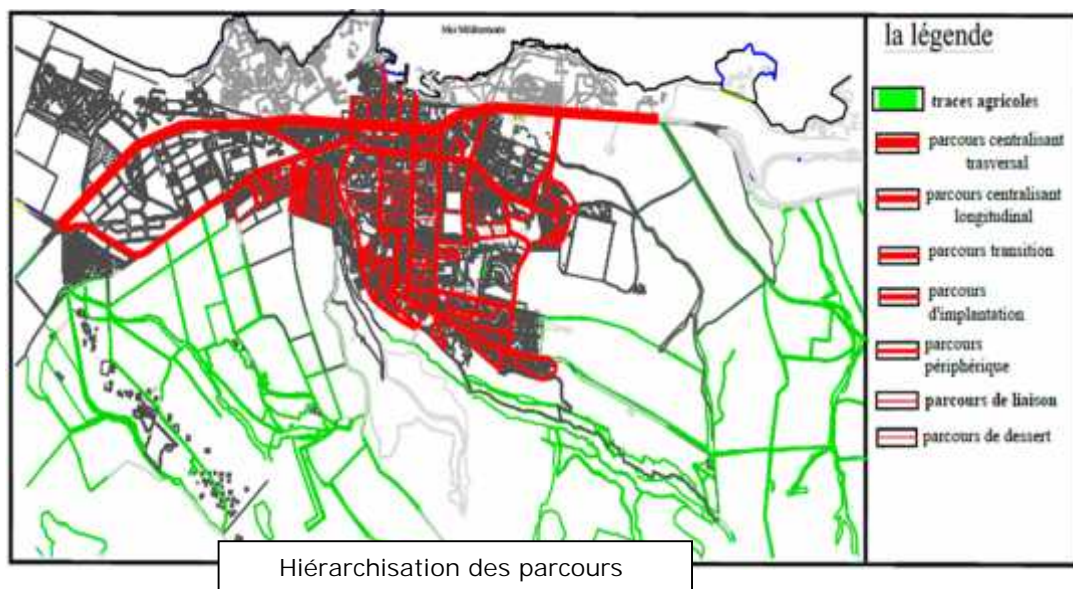 Mer Méditerranée
la légende
traces agricoles
parcours centralisant
trasversal
parcours centralisant
longitudinal
parcours transition
parcours
d'implantation
parcours
périphérique
parcours de liaison
parcours de dessert
Hiérarchisation des parcours